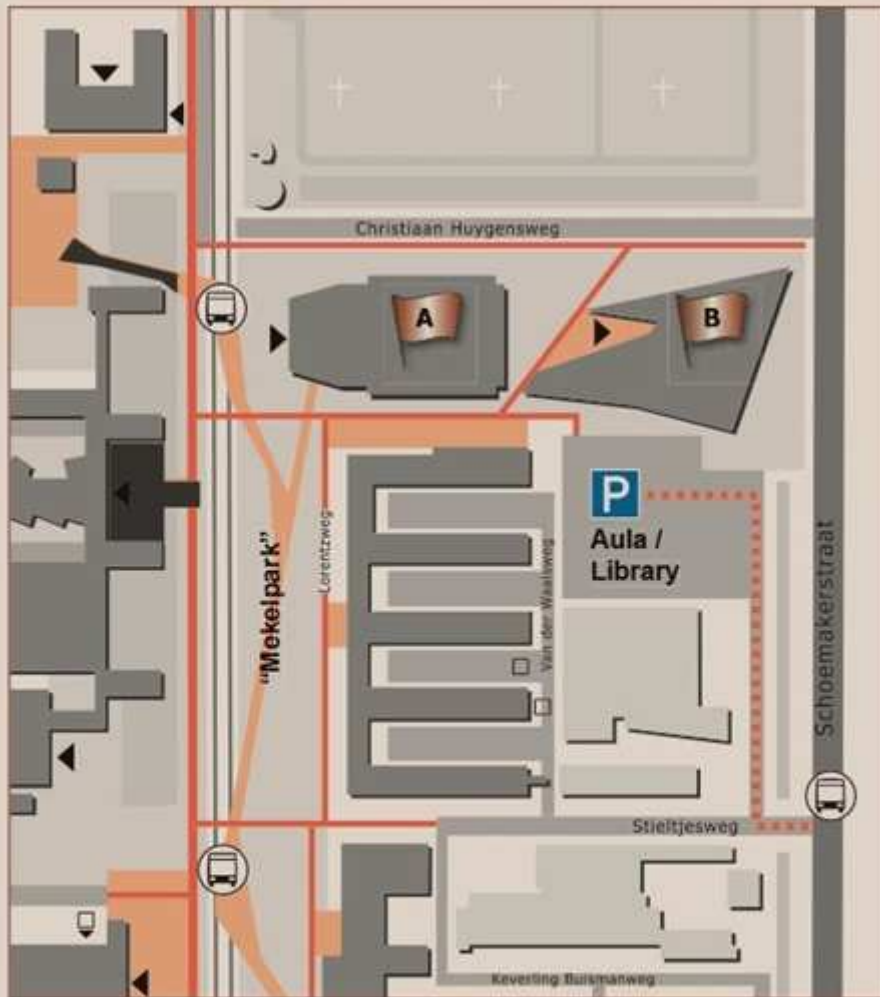 Christiaan Huygensweg
A
B
P
Aula /
Library
Lorentzweg
"Mekelpark"
Van der Waalsweg
Schoemakerstraat
Stieltjesweg
Keverling Buismanweg